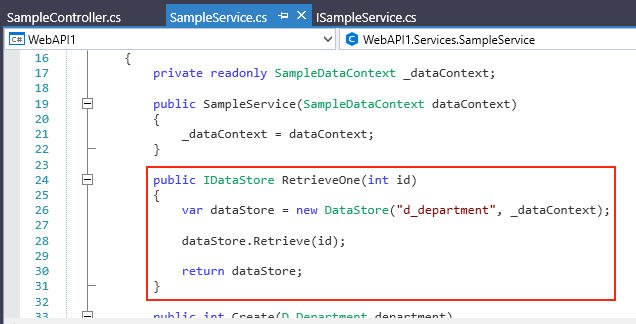 SampleController.cs
SampleService.cs
ISampleService.cs
C# WebAPI1
WebAPI1.Services.SampleService
16 {
17 private readonly SampleDataContext _dataContext;
18
19 public SampleService(SampleDataContext dataContext)
20 {
21 _dataContext = dataContext;
22 }
23
24 public IDataStore RetrieveOne(int id)
25 {
26 var dataStore = new DataStore("d_department", _dataContext);
27
28 dataStore.Retrieve(id);
29
30 return dataStore;
31 }
32
33 public int Create(D_Department department)